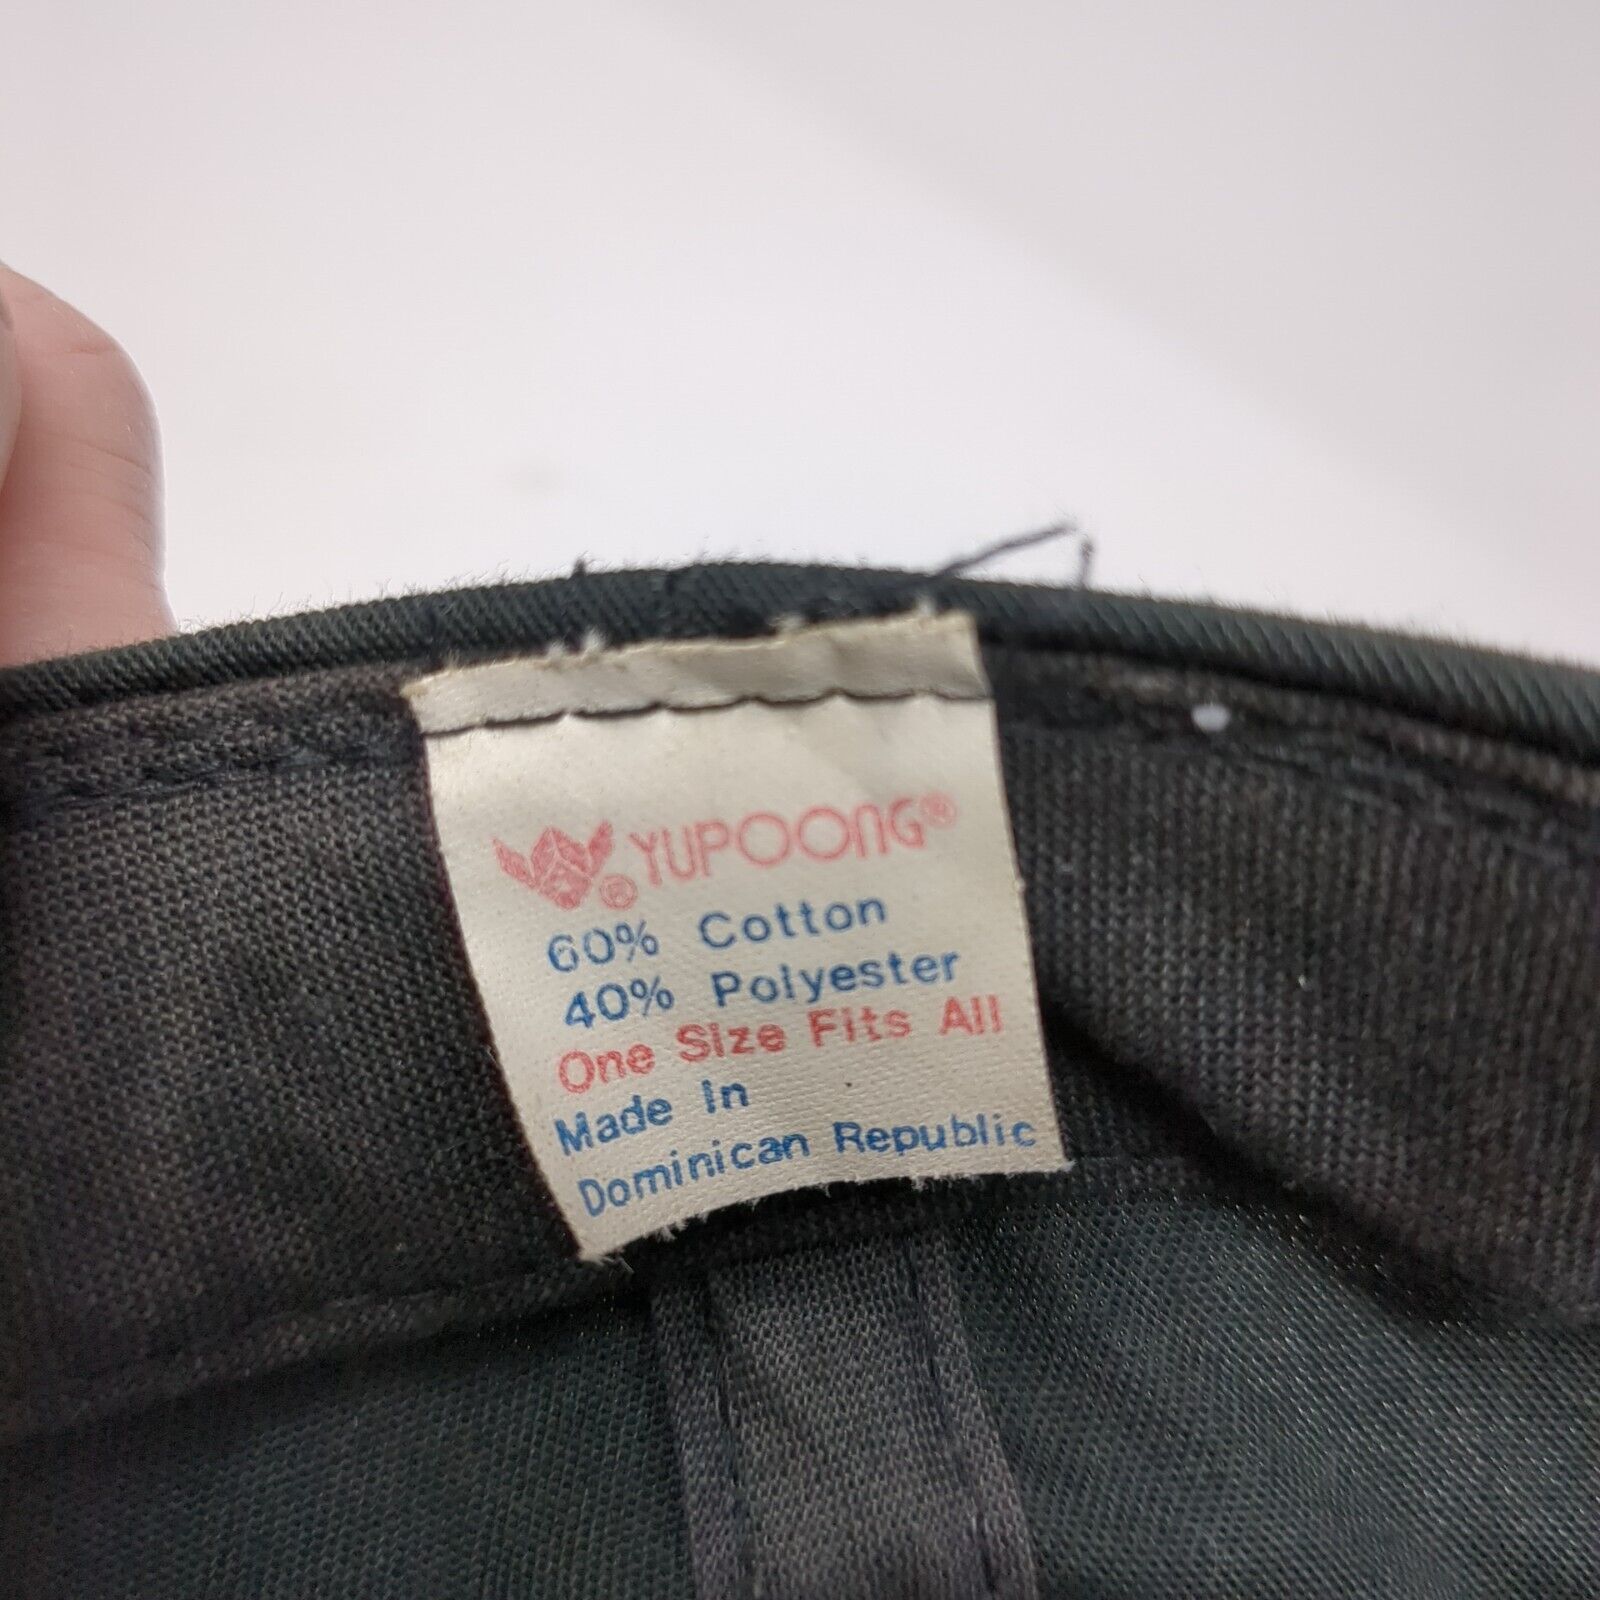 ® YUPOONG®
60% Cotton
40% Polyester
One Size Fits All
Made In
Dominican Republic